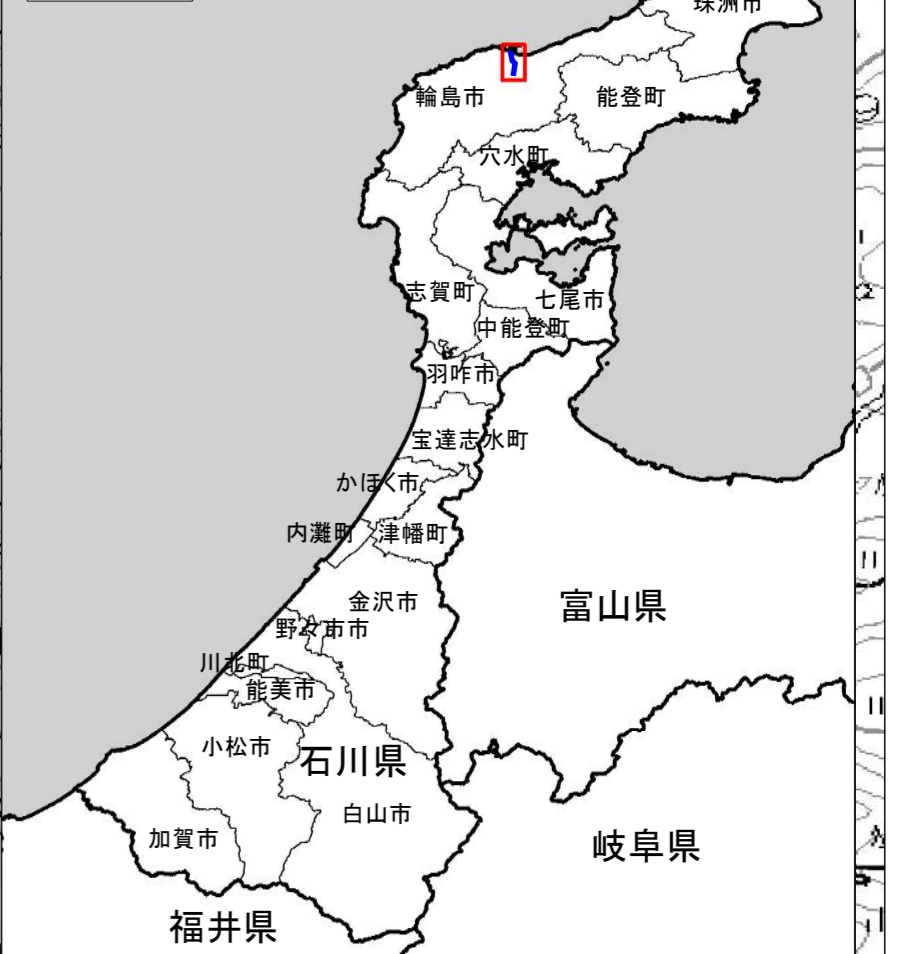 珠洲市
輪島市
能登町
穴水町
志賀町
七尾市
中能登町
羽咋市
宝達志水町
かほく市
内灘町
津幡町
金沢市
富山県
野々市市
川北町
能美市
小松市
石川県
白山市
加賀市
岐阜県
福井県